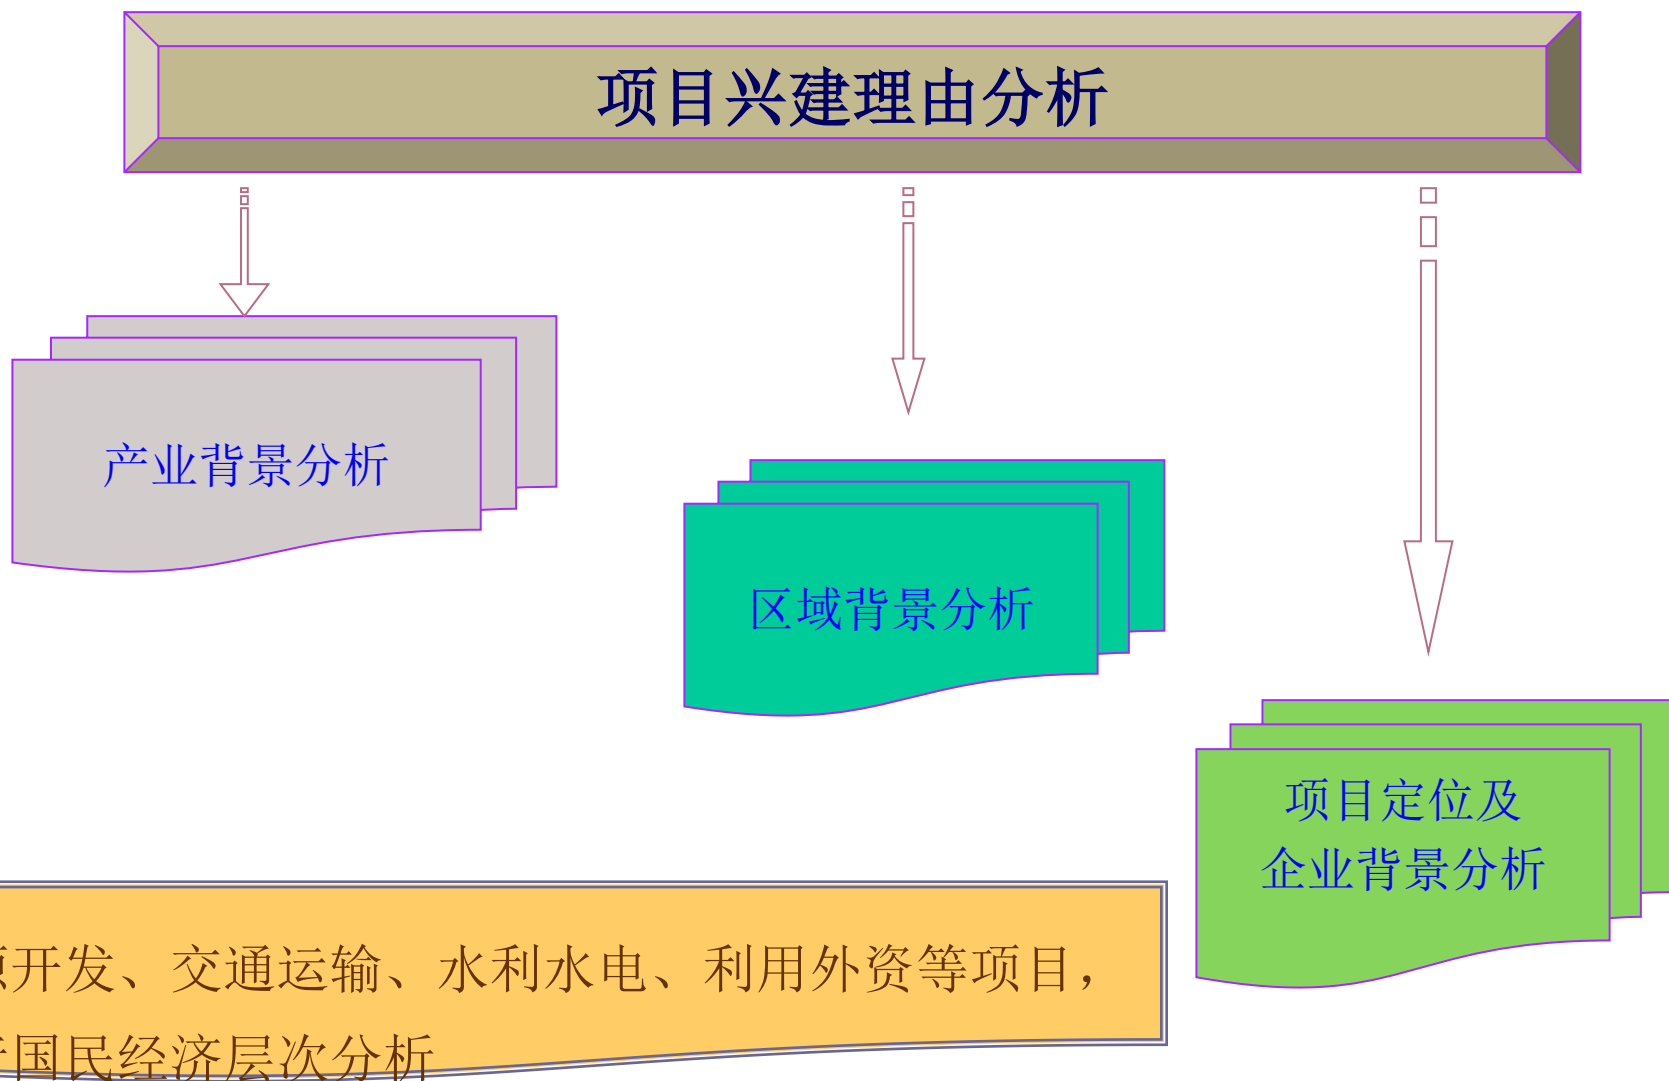 项目兴建理由分析
产业背景分析
区域背景分析
项目定位及
企业背景分析
开发、交通运输、水利水电、利用外资等项目，
国民经济层次分析